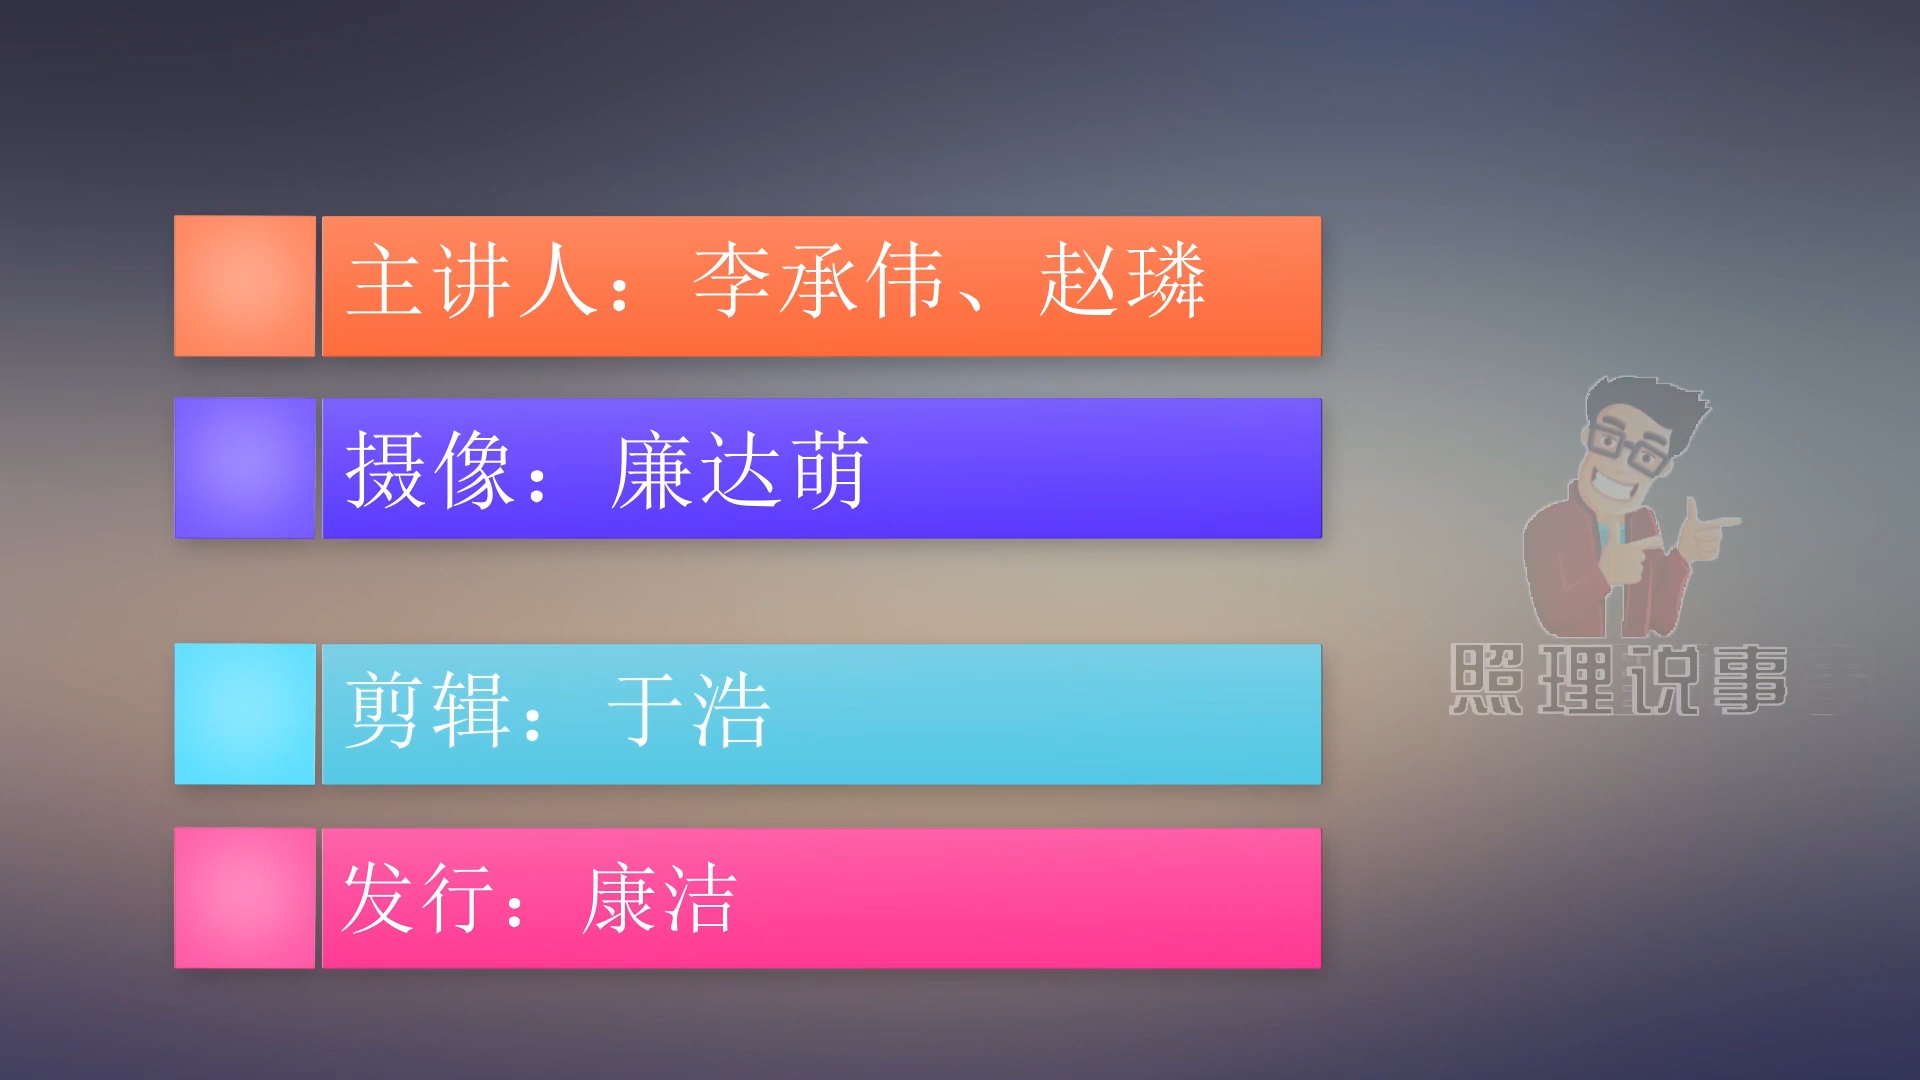 主讲人：李承伟、赵璘
摄像：廉达萌
剪辑：于浩
发行：康洁
照理说事